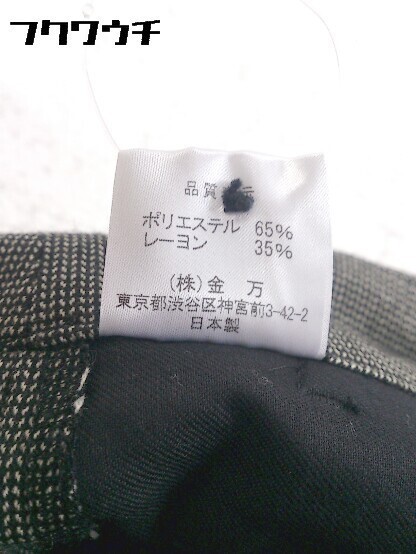 フクウウチ
品質
ポリエステル 65%
レーヨン 35%
(株)金 万
東京都渋谷区神宮前3-42-2
日本製